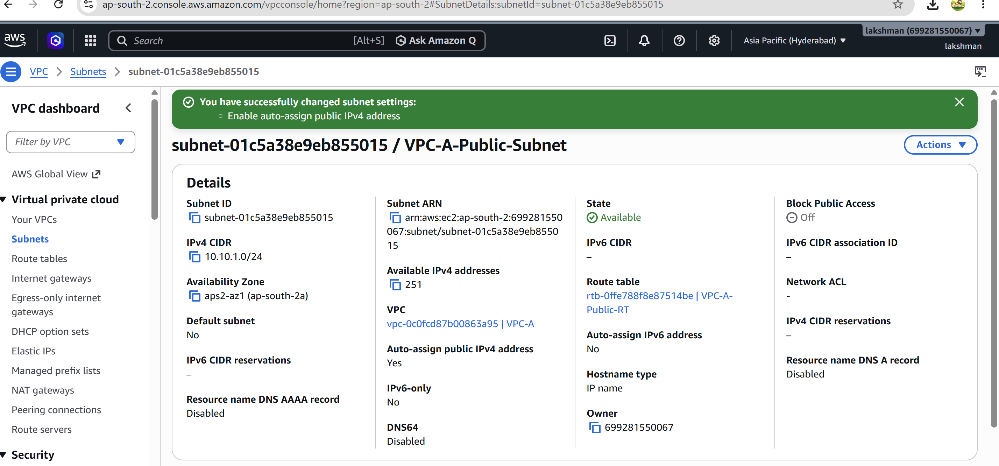 ap-south-2.console.aws.amazon.com/vpcconsole/home?region=ap-south-2#SubnetDetails:subnetId=subnet-01c5a38e9eb855015
aws
Search
[Alt+S]
Ask Amazon Q
Asia Pacific (Hyderabad)
lakshman (699281550067)
lakshman
VPC
Subnets
subnet-01c5a38e9eb855015
VPC dashboard
Filter by VPC
AWS Global View
Virtual private cloud
Your VPCs
Subnets
Route tables
Internet gateways
Egress-only internet
gateways
DHCP option sets
Elastic IPs
Managed prefix lists
NAT gateways
Peering connections
Route servers
Security
You have successfully changed subnet settings:
Enable auto-assign public IPv4 address
subnet-01c5a38e9eb855015 / VPC-A-Public-Subnet
Actions
Details
Subnet ID
subnet-01c5a38e9eb855015
IPv4 CIDR
10.10.1.0/24
Availability Zone
aps2-az1 (ap-south-2a)
Default subnet
No
IPv6 CIDR reservations
–
Resource name DNS AAAA record
Disabled
Subnet ARN
arn:aws:ec2:ap-south-2:699281550
067:subnet/subnet-01c5a38e9eb8550
15
Available IPv4 addresses
251
VPC
vpc-0c0fcd87b00863a95 | VPC-A
Auto-assign public IPv4 address
Yes
IPv6-only
No
DNS64
Disabled
State
Available
IPv6 CIDR
–
Route table
rtb-0ffe788f8e87514be | VPC-A-
Public-RT
Auto-assign IPv6 address
No
Hostname type
IP name
Owner
699281550067
Block Public Access
Off
IPv6 CIDR association ID
–
Network ACL
-
IPv4 CIDR reservations
–
Resource name DNS A record
Disabled